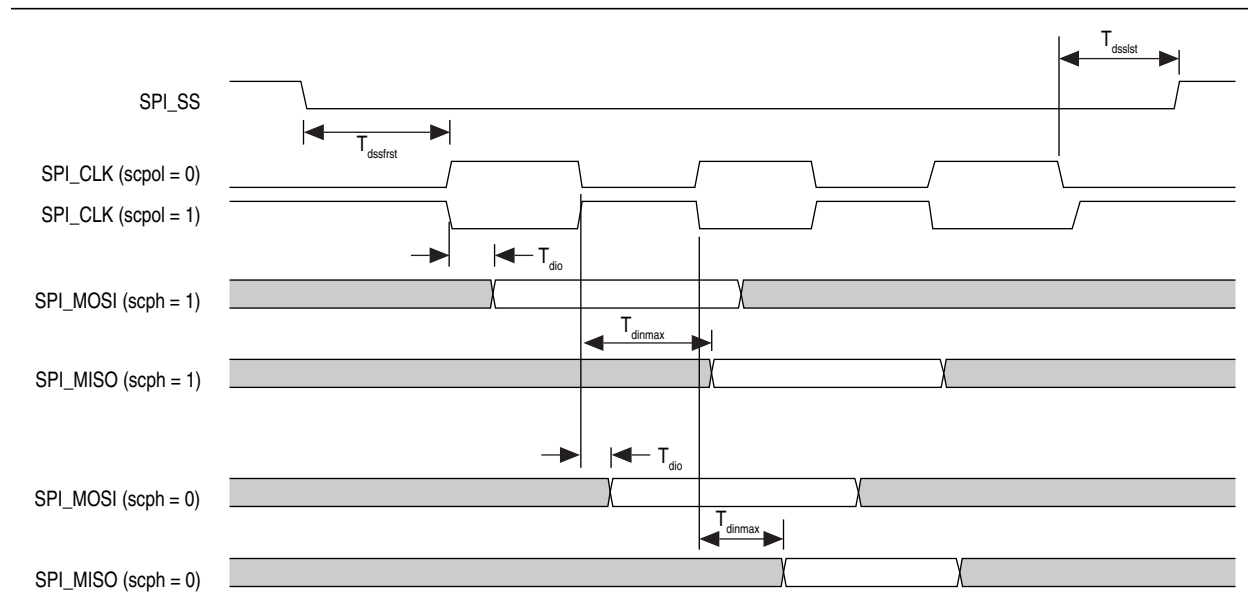 T_dsslst
SPI_SS
T_dssfrst
SPI_CLK (scpol = 0)
SPI_CLK (scpol = 1)
T_dio
SPI_MOSI (scph = 1)
T_dinmax
SPI_MISO (scph = 1)
T_dio
SPI_MOSI (scph = 0)
T_dinmax
SPI_MISO (scph = 0)